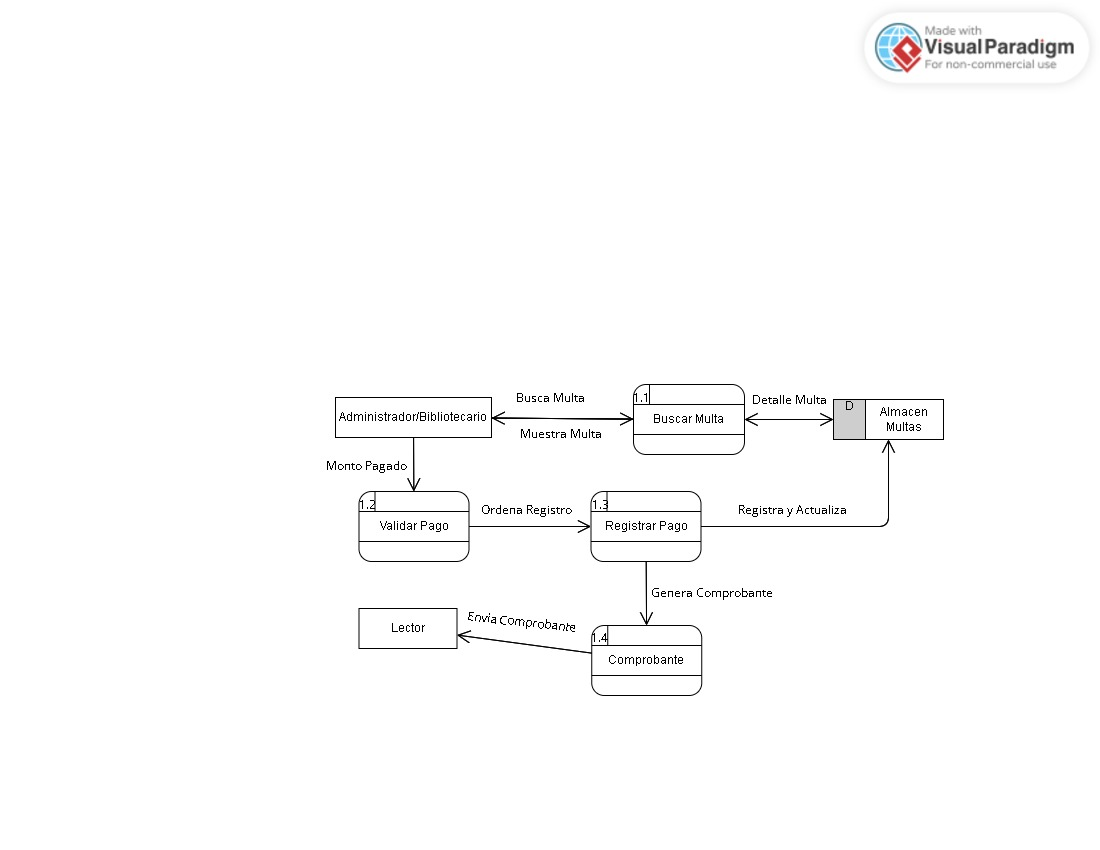 Made with
Visual Paradigm
For non-commercial use
1.1
Busca Multa
Detalle Multa
D
Almacen
Multas
Administrador/Bibliotecario
Buscar Multa
Muestra Multa
Monto Pagado
1.2
Ordena Registro
1.3
Registra y Actualiza
Validar Pago
Registrar Pago
Genera Comprobante
Lector
Envia Comprobante
1.4
Comprobante